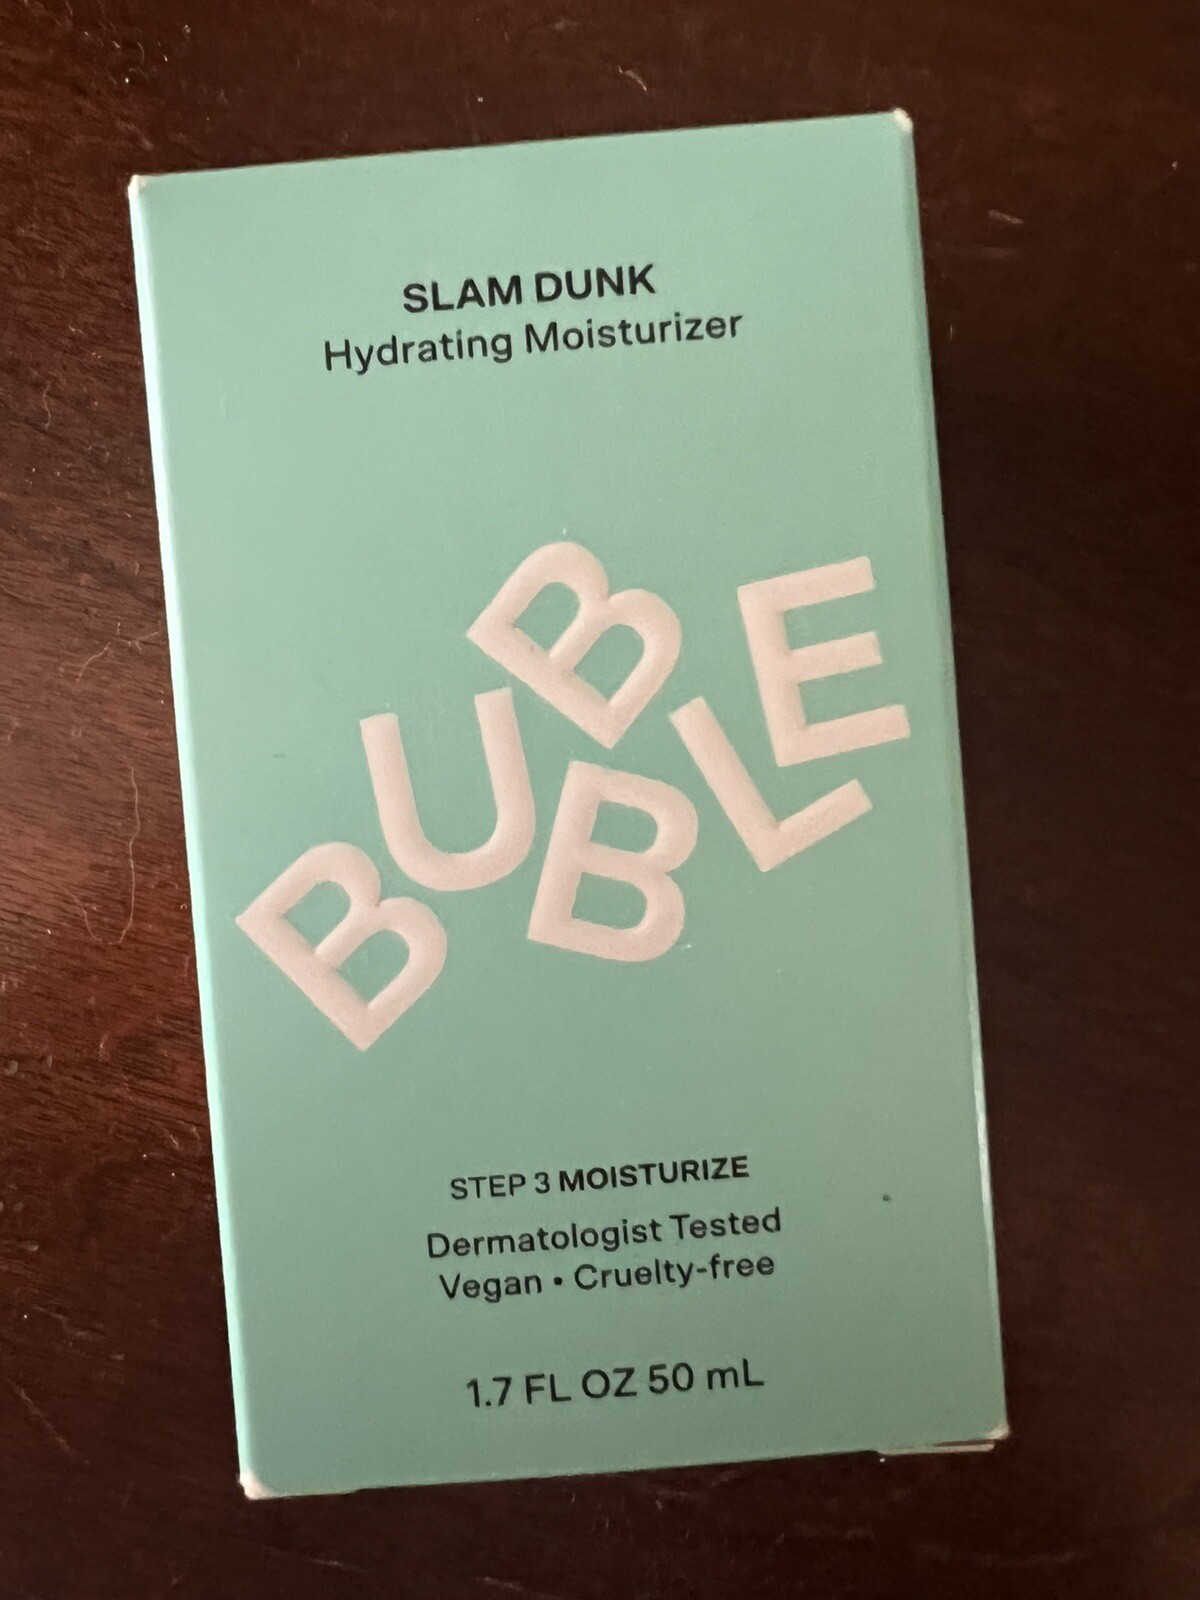 SLAM DUNK
Hydrating Moisturizer
BUBBLE
STEP 3 MOISTURIZE
Dermatologist Tested
Vegan • Cruelty-free
1.7 FL OZ 50 mL